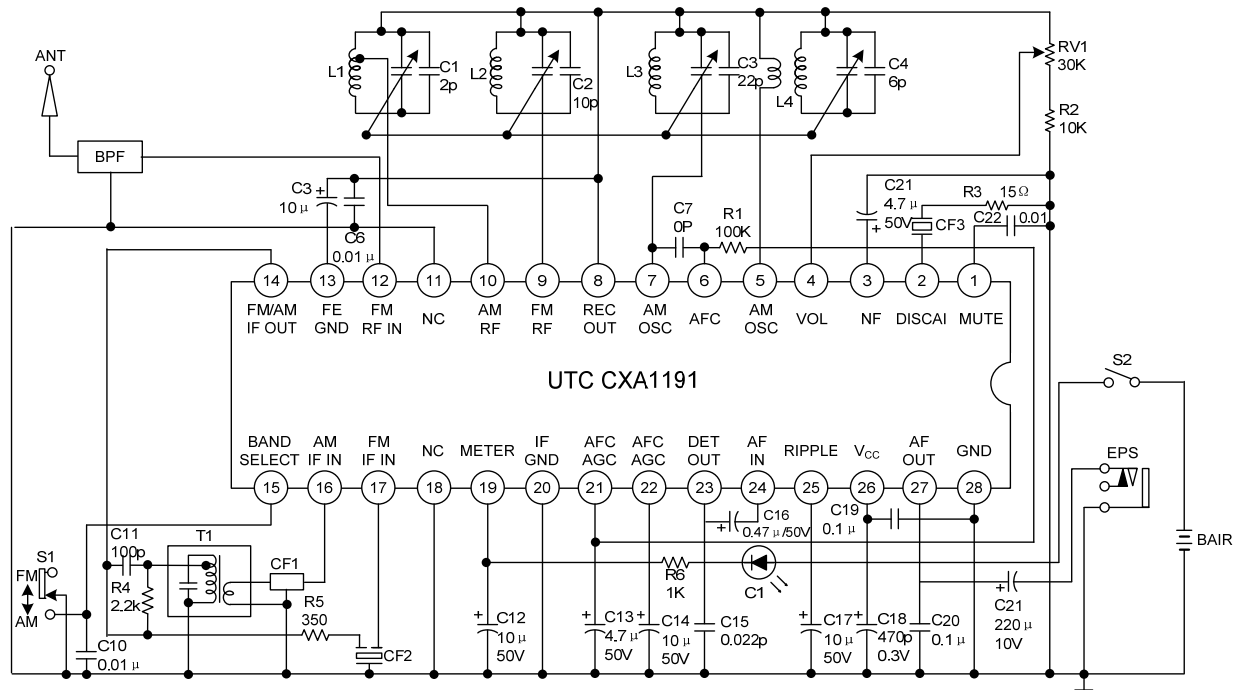 ANT
BPF
L1
C1
2p
L2
C2
10p
L3
C3
22p
L4
C4
6p
RV1
30K
R2
10K
C3 +
10 μ
C6
0.01 μ
C7
0P
R1
100K
C21
4.7 μ
50V
+
CF3
R3 15Ω
C22 0.01
14 13 12 11 10 9 8 7 6 5 4 3 2 1
FM/AM
IF OUT
FE
GND
FM
RF IN
NC
AM
RF
FM
RF
REC
OUT
AM
OSC
AFC
AM
OSC
VOL
NF
DISCAI
MUTE
UTC CXA1191
BAND
SELECT
AM
IF IN
FM
IF IN
NC
METER
IF
GND
AFC
AGC
AFC
AGC
DET
OUT
AF
IN
RIPPLE
VCC
AF
OUT
GND
15 16 17 18 19 20 21 22 23 24 25 26 27 28
S2
EPS
BAIR
S1
FM
AM
C11
100p
R4
2.2k
T1
CF1
R5
350
CF2
C10
0.01 μ
+ C12
10 μ
50V
+ C13
4.7 μ
50V
+ C14
10 μ
50V
C15
0.022p
+ C16
0.47 μ/50V
R6
1K
C1
+ C17
10 μ
50V
+ C18
470p
0.3V
C19
0.1 μ
C20
0.1 μ
+
C21
220 μ
10V